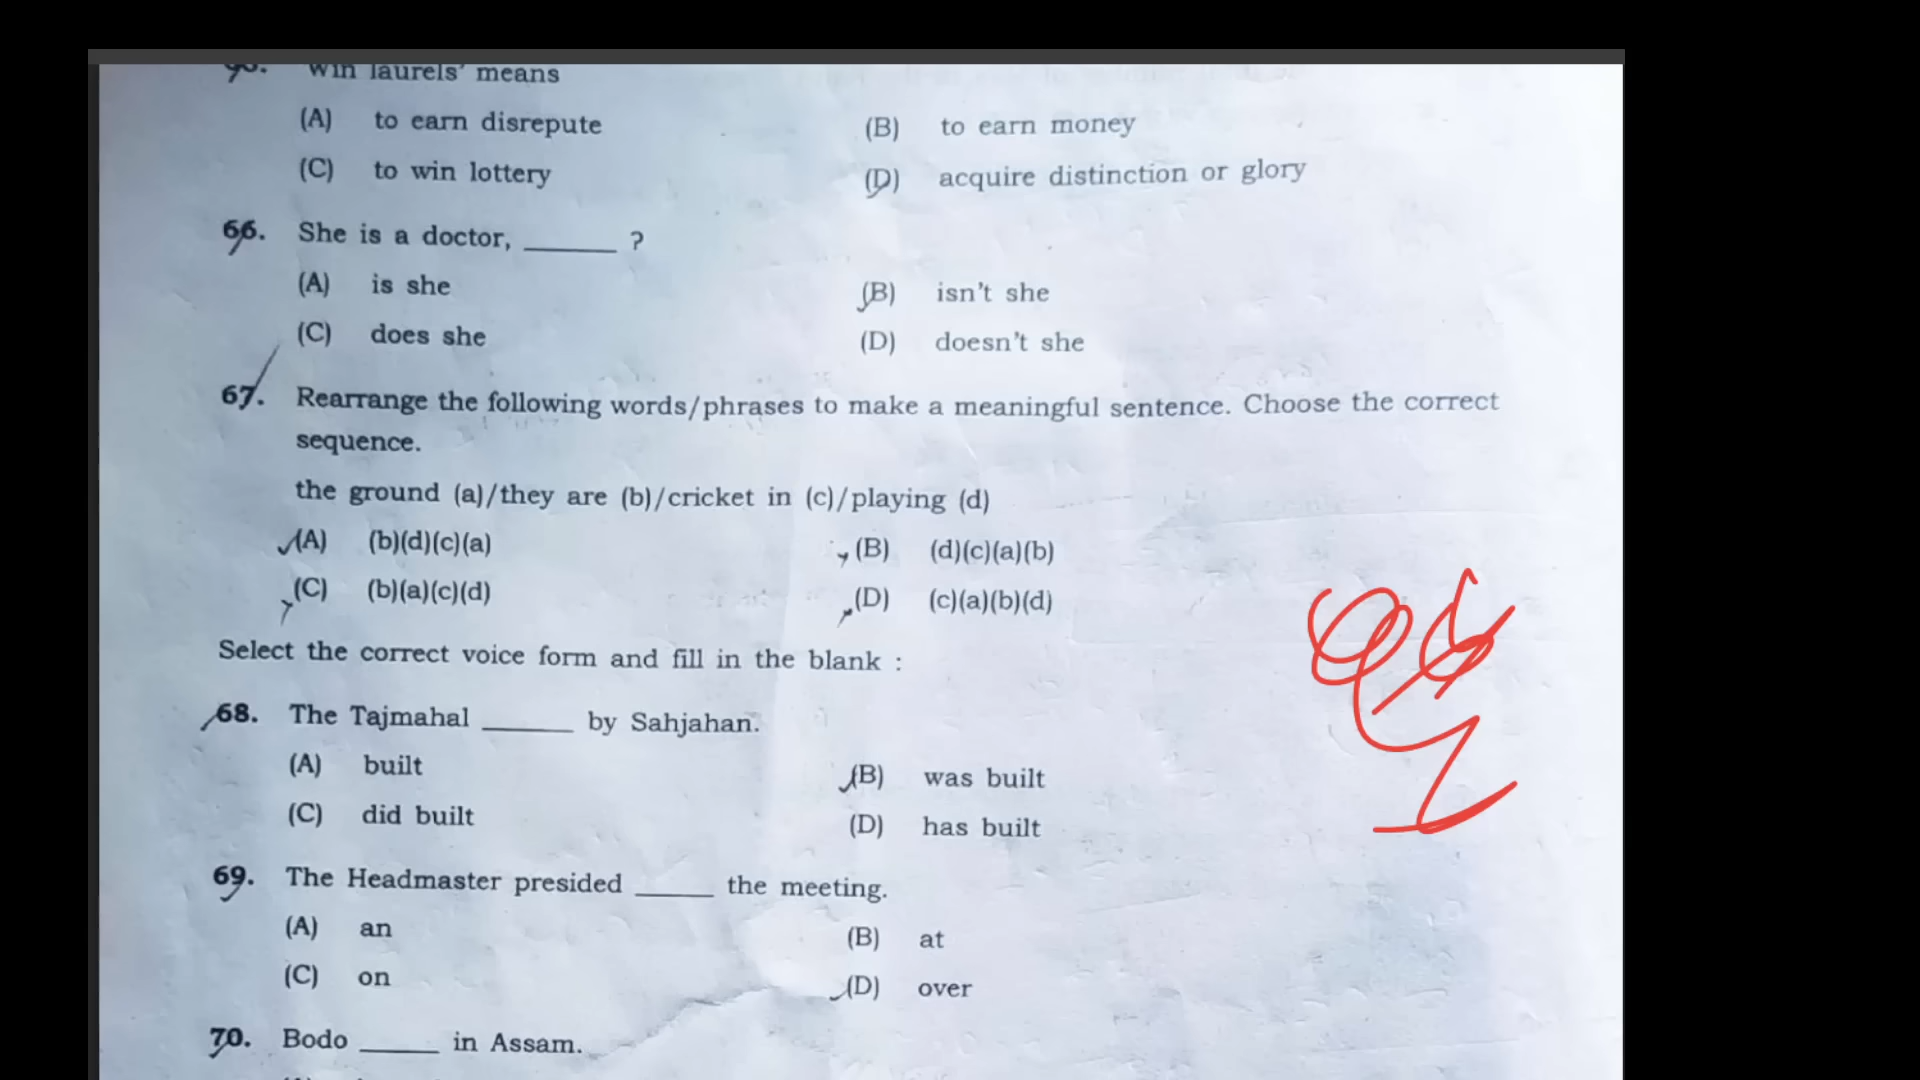 Win laurels' means
(A) to earn disrepute (B) to earn money
(C) to win lottery (D) acquire distinction or glory
66. She is a doctor, ______ ?
(A) is she (B) isn't she
(C) does she (D) doesn't she
67. Rearrange the following words/phrases to make a meaningful sentence. Choose the correct
sequence.
the ground (a)/they are (b)/cricket in (c)/playing (d)
(A) (b)(d)(c)(a) (B) (d)(c)(a)(b)
(C) (b)(a)(c)(d) (D) (c)(a)(b)(d)
Select the correct voice form and fill in the blank :
68. The Tajmahal ______ by Sahjahan.
(A) built (B) was built
(C) did built (D) has built
69. The Headmaster presided _____ the meeting.
(A) an (B) at
(C) on (D) over
70. Bodo _____ in Assam.